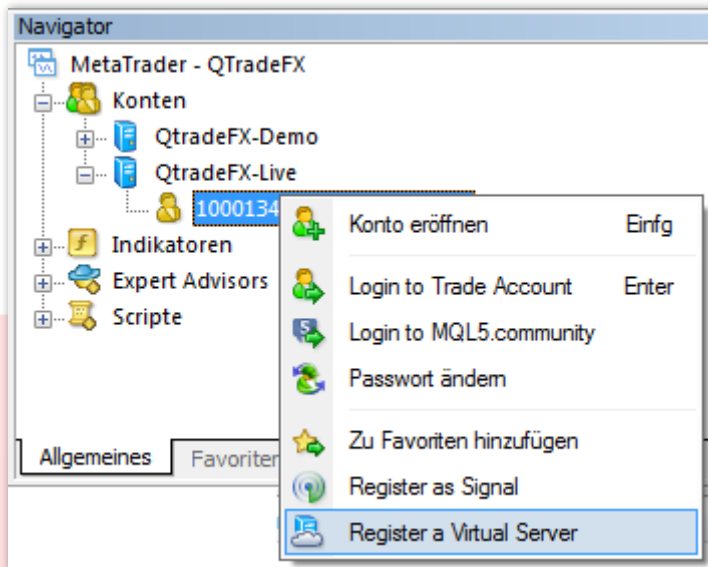 Navigator
MetaTrader - QTradeFX
Konten
QtradeFX-Demo
QtradeFX-Live
1000134
Indikatoren
Expert Advisors
Scripte
Allgemeines
Konto eröffnen Einfg
Login to Trade Account Enter
Login to MQL5.community
Passwort ändern
Zu Favoriten hinzufügen
Register as Signal
Register a Virtual Server